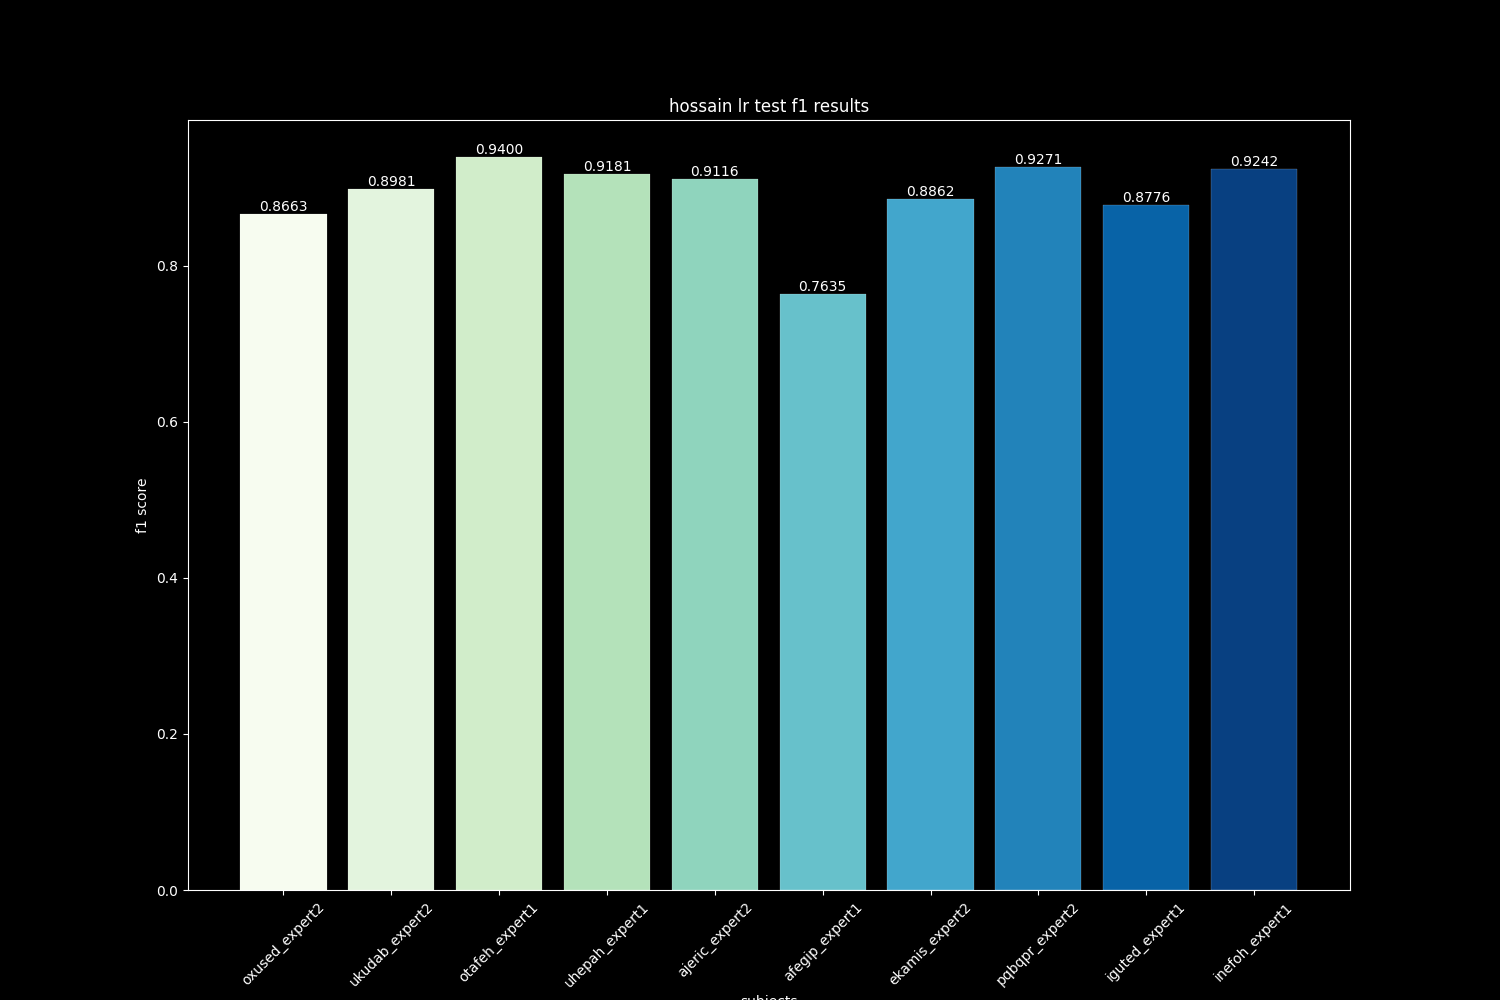 hossain lr test f1 results
0.8663
0.8981
0.9400
0.9181
0.9116
0.7635
0.8862
0.9271
0.8776
0.9242
f1 score
0.8
0.6
0.4
0.2
0.0
oxused_expert2
ukudab_expert2
otafeh_expert1
uhepah_expert1
ajeric_expert2
afegip_expert1
ekamis_expert2
pqbqpr_expert2
iguted_expert1
inefoh_expert1
subjects